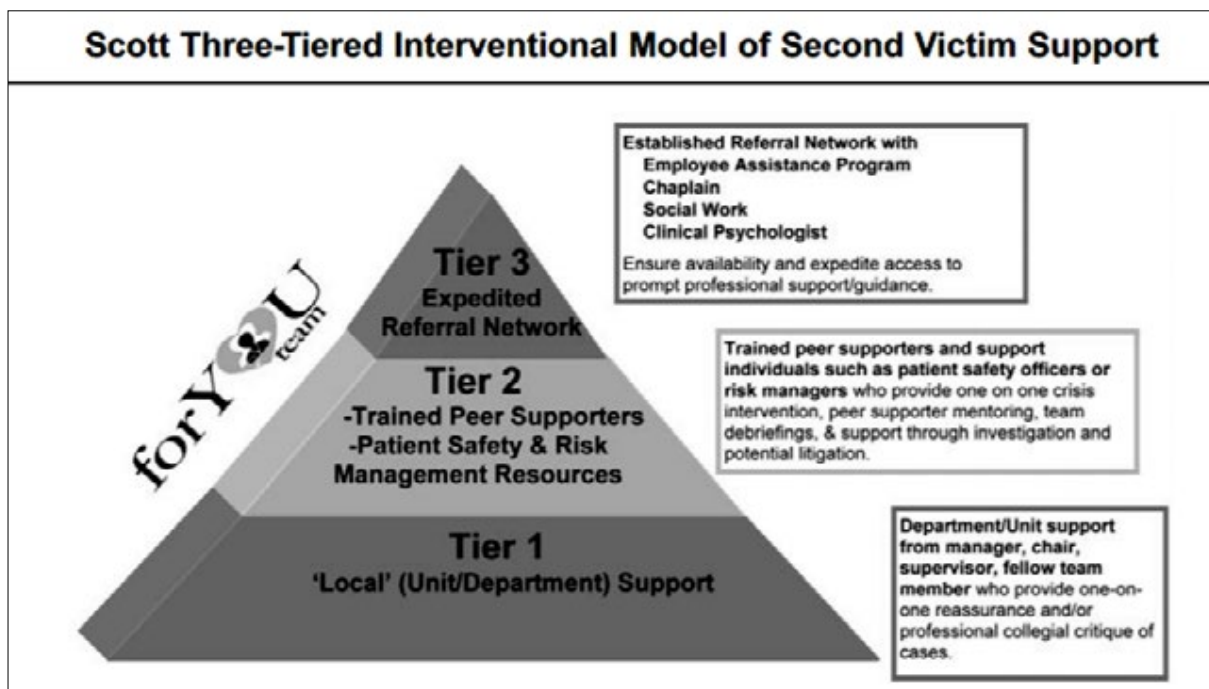 Scott Three-Tiered Interventional Model of Second Victim Support
Established Referral Network with
Employee Assistance Program
Chaplain
Social Work
Clinical Psychologist
Ensure availability and expedite access to
prompt professional support/guidance.
Tier 3
Expedited
Referral Network
forYOU
team
Trained peer supporters and support
individuals such as patient safety officers or
risk managers who provide one on one crisis
intervention, peer supporter mentoring, team
debriefings, & support through investigation and
potential litigation.
Tier 2
-Trained Peer Supporters
-Patient Safety & Risk
Management Resources
Department/Unit support
from manager, chair,
supervisor, fellow team
member who provide one-on-
one reassurance and/or
professional collegial critique of
cases.
Tier 1
'Local' (Unit/Department) Support